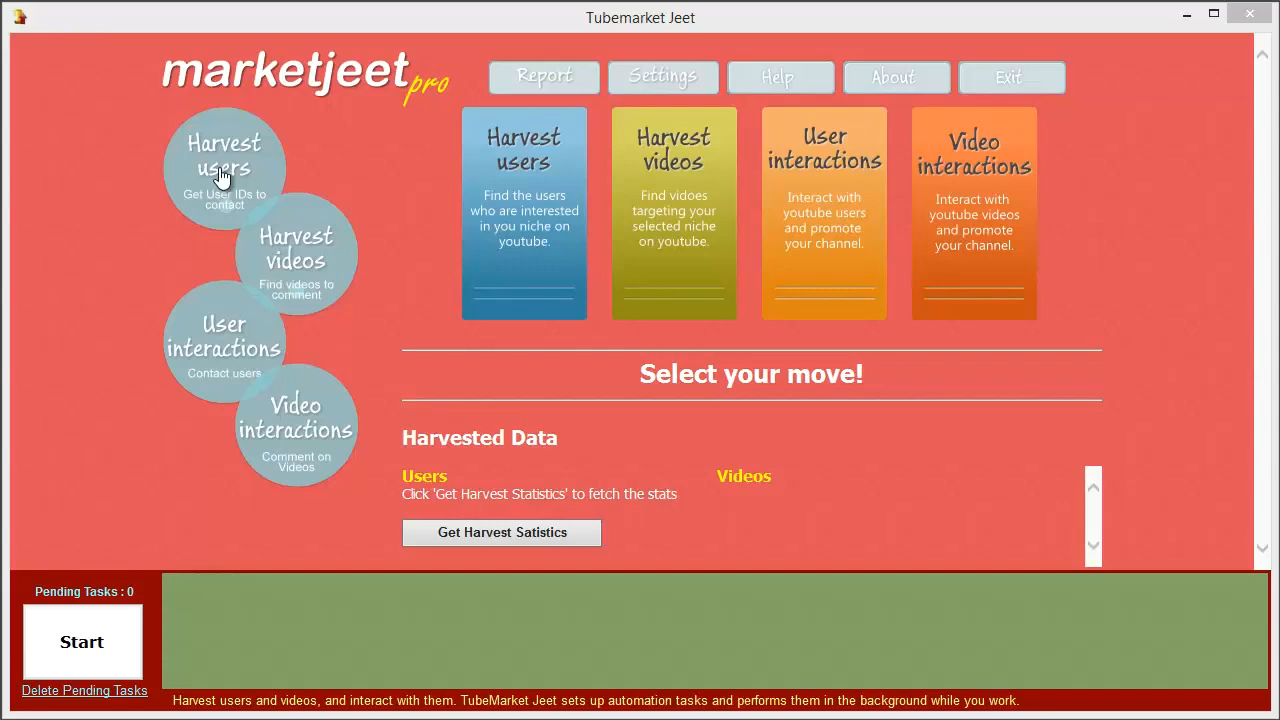 Tubemarket Jeet
marketjeet pro
Report
Settings
Help
About
Exit
Harvest
users
Get User IDs to
contact
Harvest
videos
Find videos to
comment
User
interactions
Contact users
Video
interactions
Comment on
Videos
Harvest
users
Find the users
who are interested
in you niche on
youtube.
Harvest
videos
Find vidoes
targeting your
selected niche
on youtube.
User
interactions
Interact with
youtube users
and promote
your channel.
Video
interactions
Interact with
youtube videos
and promote
your channel.
Select your move!
Harvested Data
Users
Videos
Click 'Get Harvest Statistics' to fetch the stats
Get Harvest Satistics
Pending Tasks : 0
Start
Delete Pending Tasks
Harvest users and videos, and interact with them. TubeMarket Jeet sets up automation tasks and performs them in the background while you work.